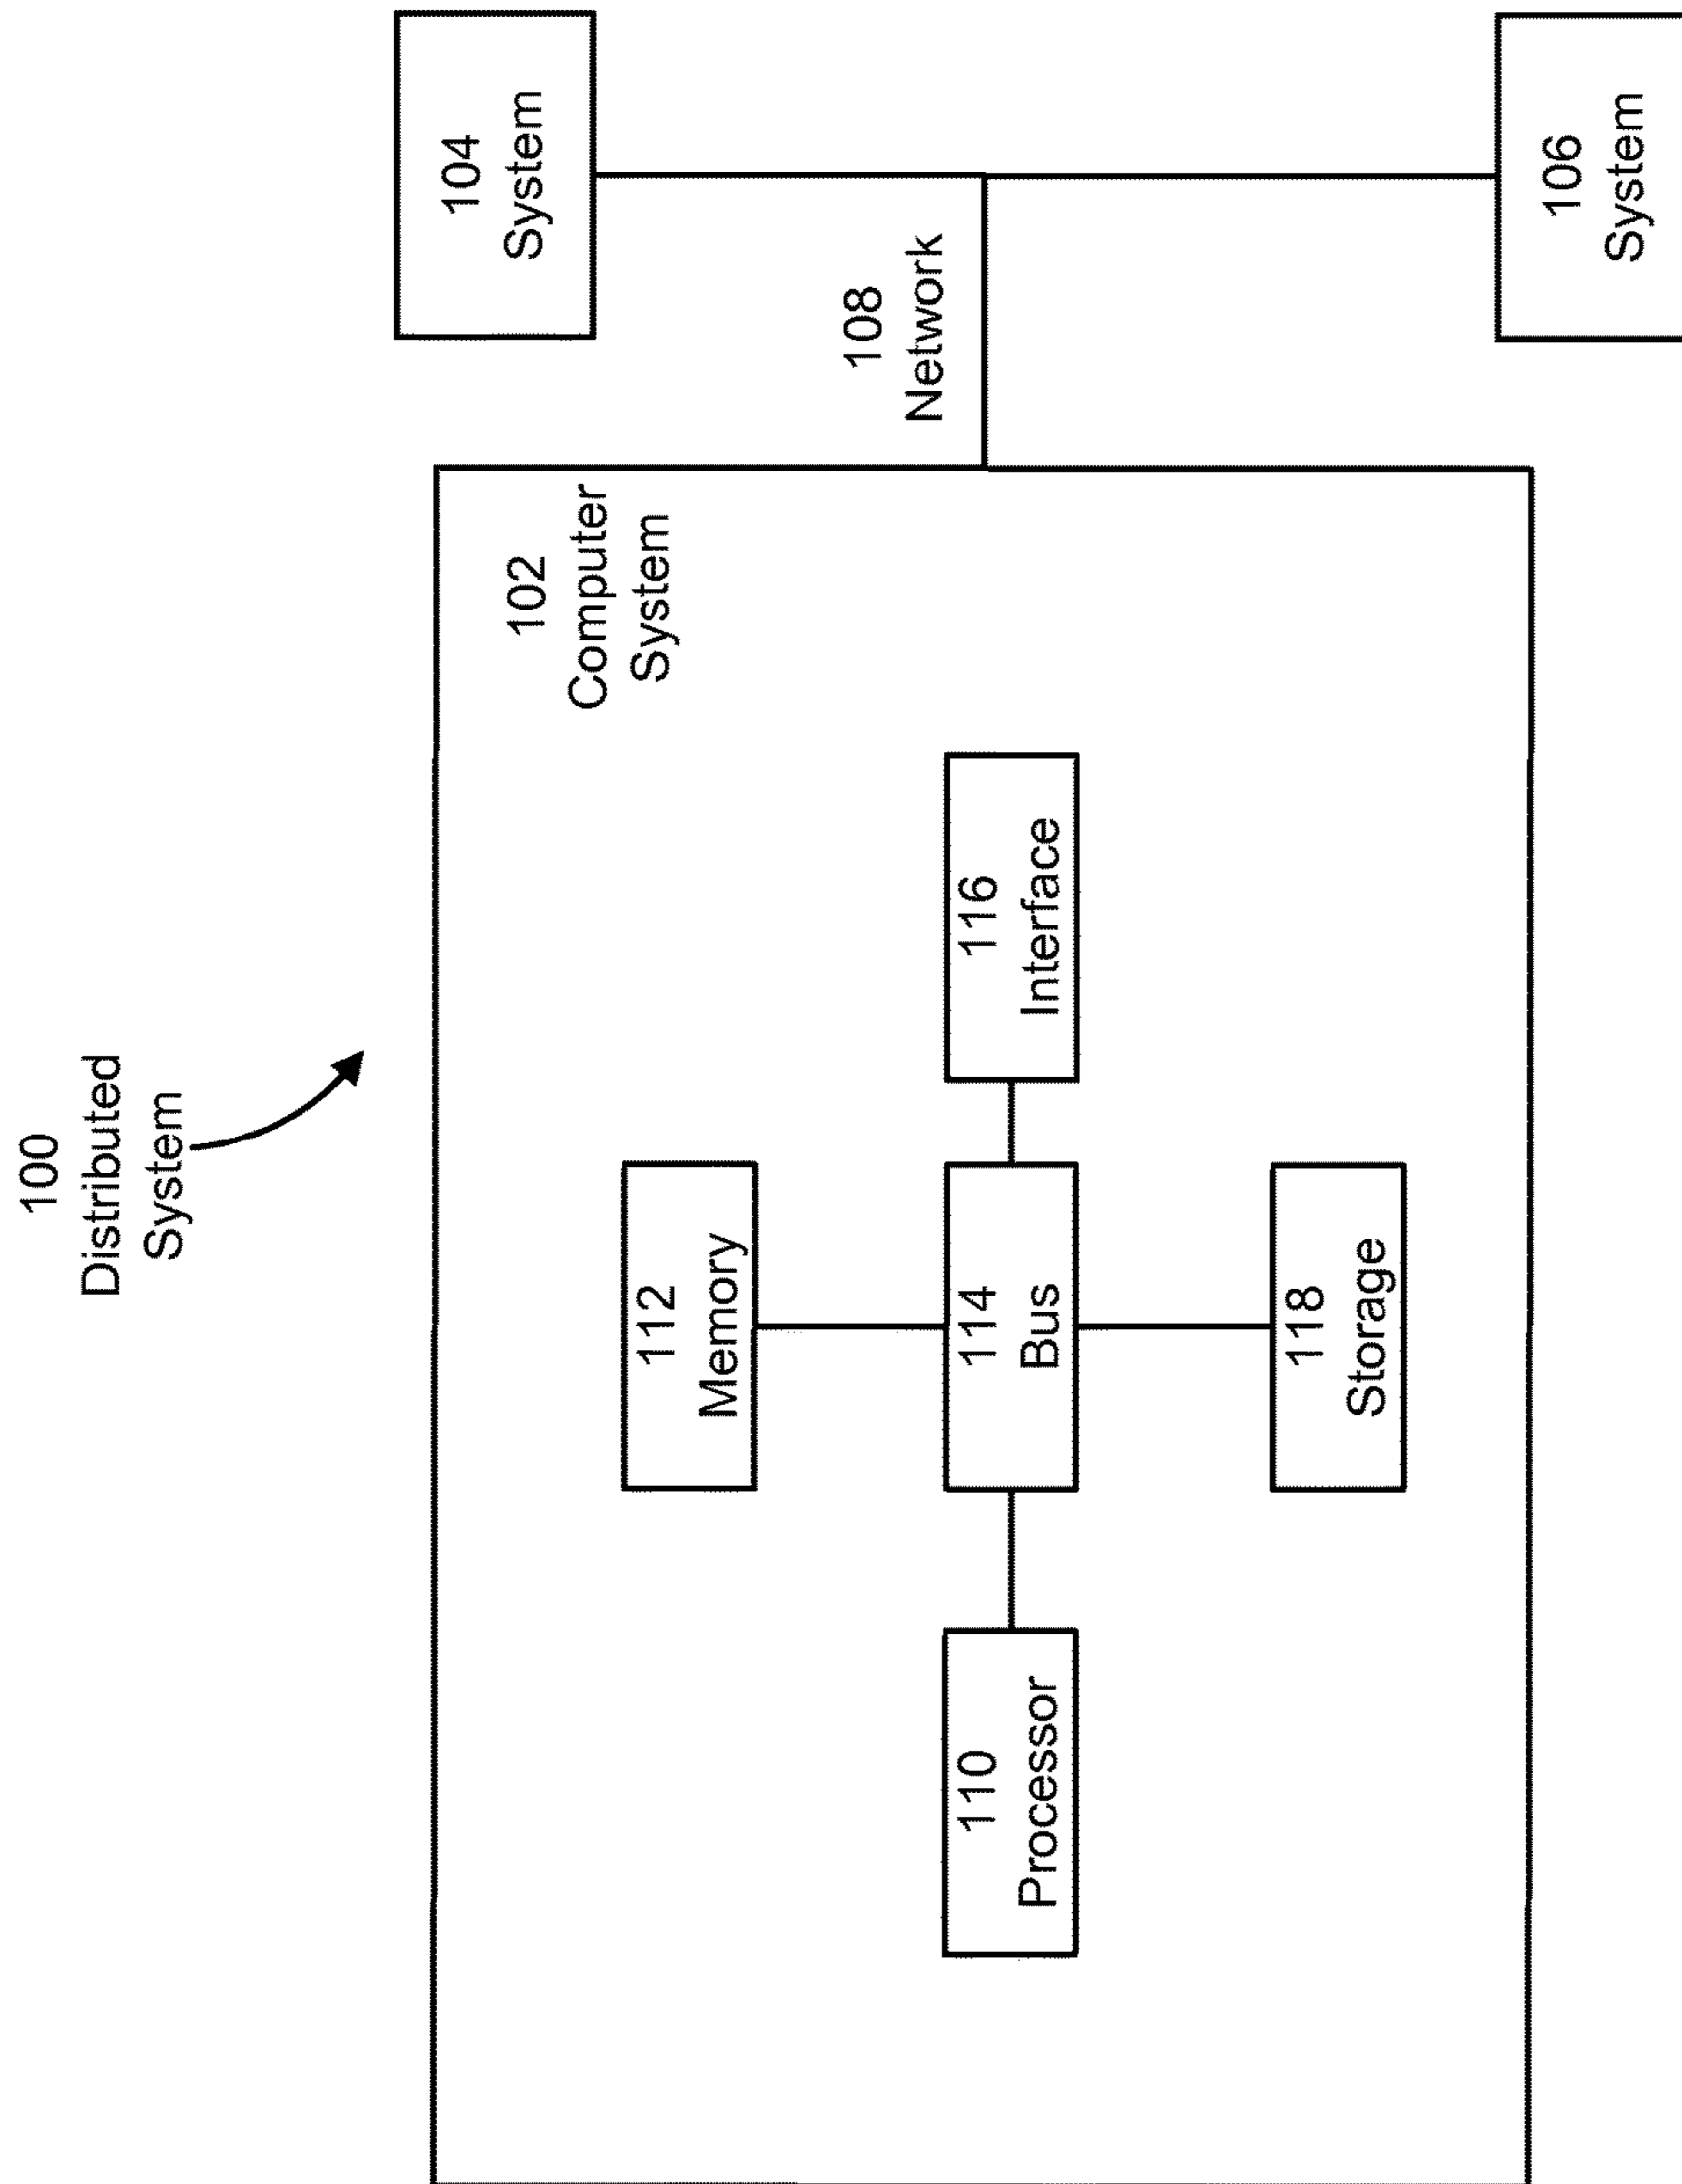 100
Distributed
System
104
System
108
Network
106
System
102
Computer
System
112
Memory
116
Interface
114
Bus
118
Storage
110
Processor